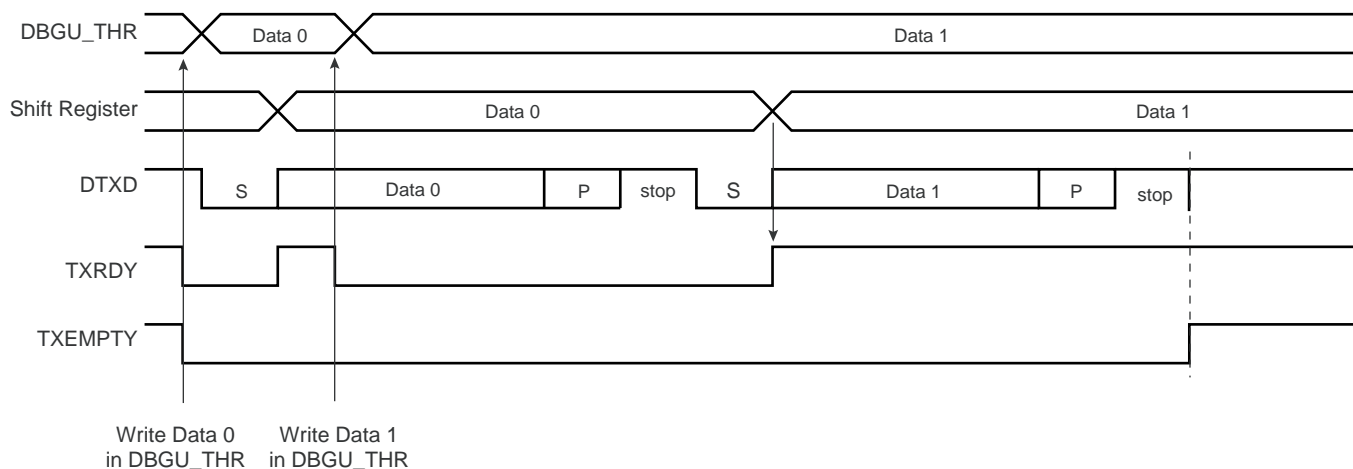 DBGU_THR Data 0 Data 1
Shift Register Data 0 Data 1
DTXD S Data 0 P stop S Data 1 P stop
TXRDY
TXEMPTY
Write Data 0
in DBGU_THR
Write Data 1
in DBGU_THR